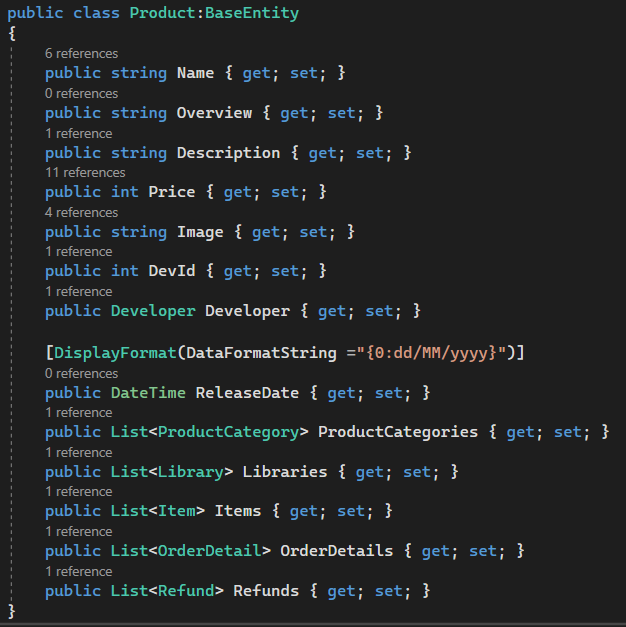 public class Product:BaseEntity
{
6 references
public string Name { get; set; }
0 references
public string Overview { get; set; }
1 reference
public string Description { get; set; }
11 references
public int Price { get; set; }
4 references
public string Image { get; set; }
1 reference
public int DevId { get; set; }
1 reference
public Developer Developer { get; set; }
[DisplayFormat(DataFormatString ="{0:dd/MM/yyyy}")]
0 references
public DateTime ReleaseDate { get; set; }
1 reference
public List<ProductCategory> ProductCategories { get; set; }
1 reference
public List<Library> Libraries { get; set; }
1 reference
public List<Item> Items { get; set; }
1 reference
public List<OrderDetail> OrderDetails { get; set; }
1 reference
public List<Refund> Refunds { get; set; }
}